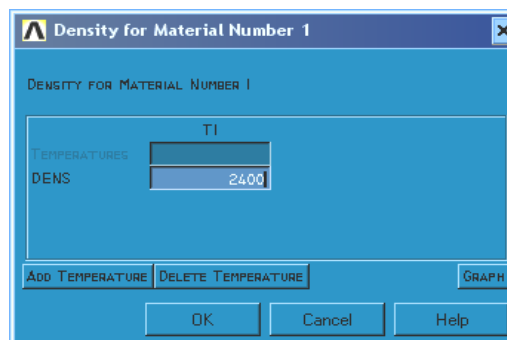 Density for Material Number 1
Density for Material Number 1
T1
Temperatures
DENS 2400
Add Temperature Delete Temperature Graph
OK Cancel Help